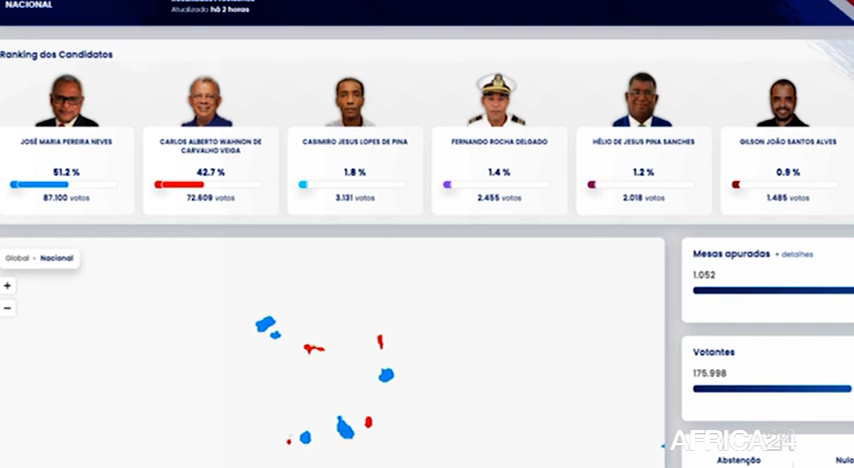 NACIONAL
Atualizado há 2 horas
Ranking dos Candidatos
JOSÉ MARIA PEREIRA NEVES
51.2 %
87.100 votos
CARLOS ALBERTO WAHNON DE
CARVALHO VEIGA
42.7 %
72.609 votos
CASIMIRO JESUS LOPES DE PINA
1.8 %
3.131 votos
FERNANDO ROCHA DELGADO
1.4 %
2.455 votos
HÉLIO DE JESUS PINA SANCHES
1.2 %
2.018 votos
GILSON JOÃO SANTOS ALVES
0.9 %
1.485 votos
Global - Nacional
+
−
Mesas apuradas + detalhes
1.052
Votantes
175.998
AFRICA24
Abstenção
Nulo